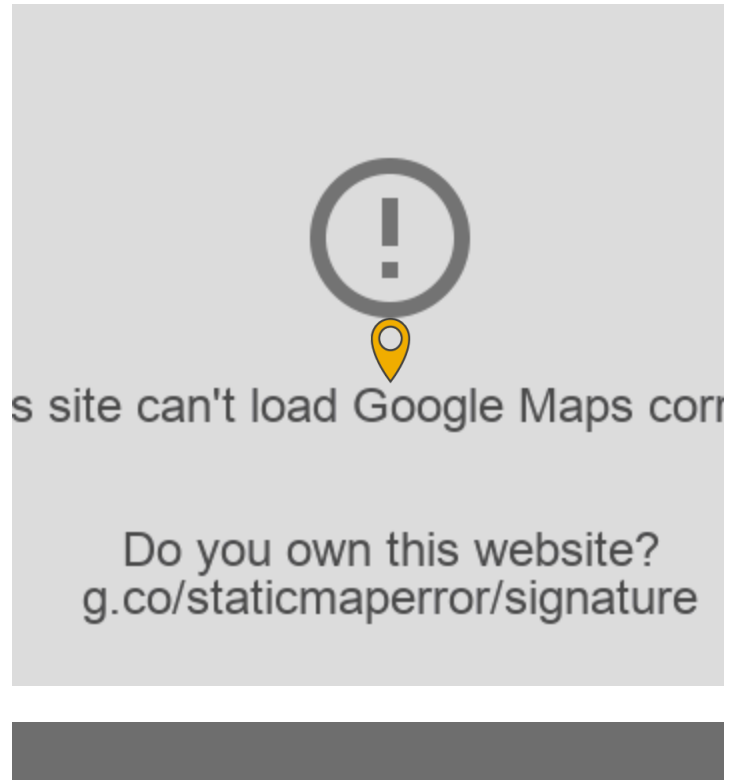 s site can't load Google Maps corr
Do you own this website?
g.co/staticmaperror/signature